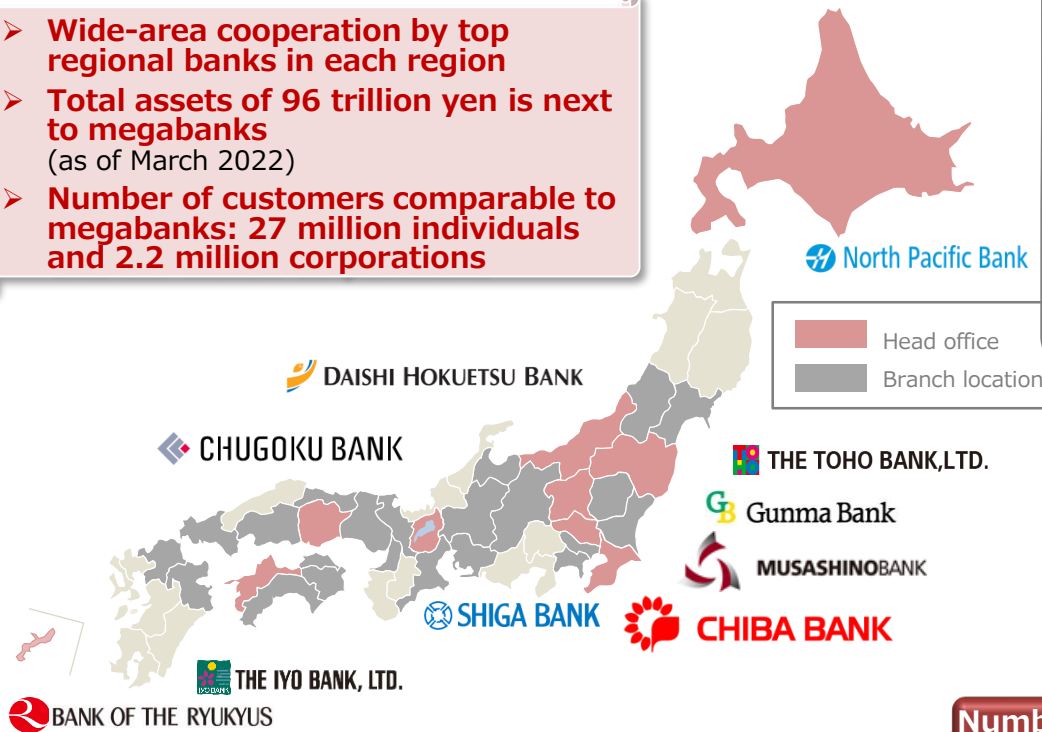 ➢ Wide-area cooperation by top
regional banks in each region
➢ Total assets of 96 trillion yen is next
to megabanks
(as of March 2022)
➢ Number of customers comparable to
megabanks: 27 million individuals
and 2.2 million corporations
North Pacific Bank
Head office
Branch location
DAISHI HOKUETSU BANK
CHUGOKU BANK
THE TOHO BANK,LTD.
GB Gunma Bank
MUSASHINOBANK
SHIGA BANK
CHIBA BANK
IYO BANK THE IYO BANK, LTD.
BANK OF THE RYUKYUS
Numb